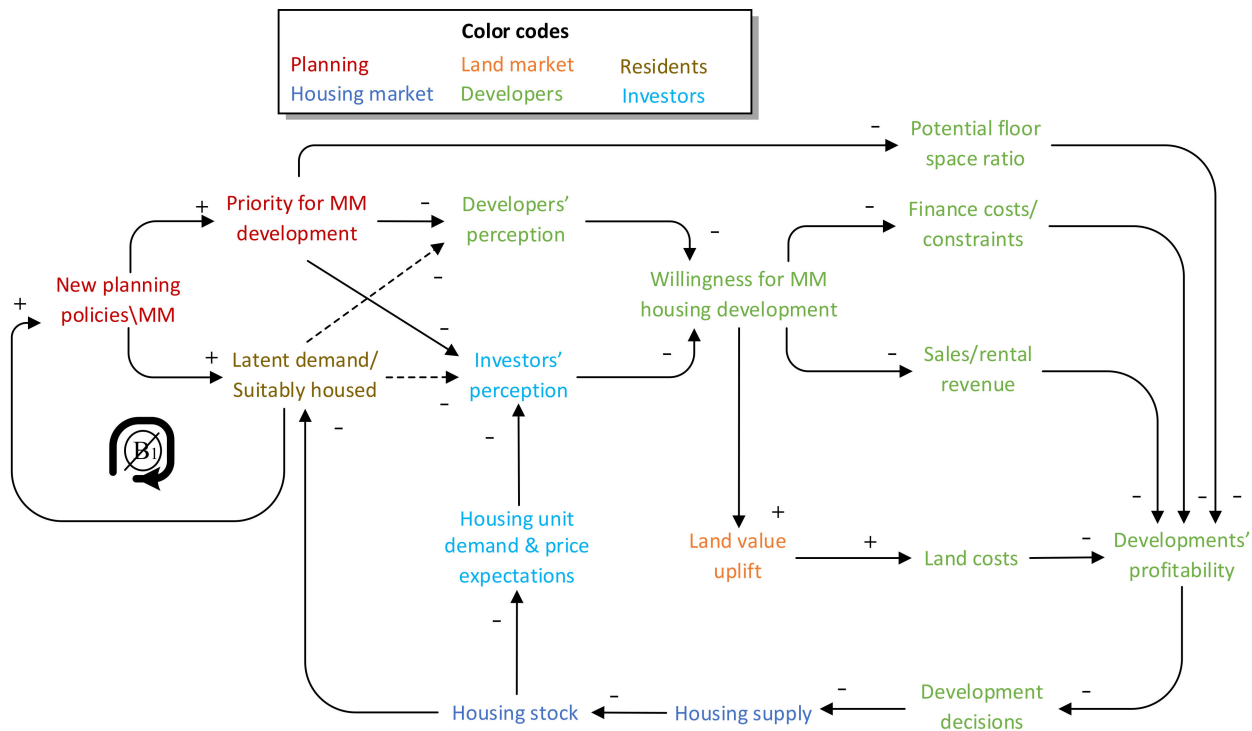 Color codes
Planning
Land market
Residents
Housing market
Developers
Investors
Potential floor
space ratio
–
+
Priority for MM
development
–
Developers'
perception
–
Finance costs/
constraints
–
–
+
New planning
policies\MM
Willingness for MM
housing development
–
+
Latent demand/
Suitably housed
–
–
Investors'
perception
–
–
Sales/rental
revenue
–
B1
–
Housing unit
demand & price
expectations
+
Land value
uplift
+
Land costs
–
–
–
–
Developments'
profitability
–
Housing stock
–
Housing supply
–
Development
decisions
–